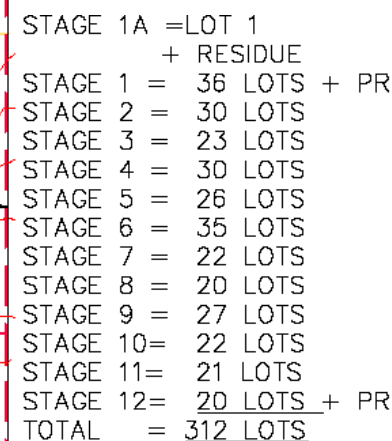 STAGE 1A =LOT 1
+ RESIDUE
STAGE 1 = 36 LOTS + PR
STAGE 2 = 30 LOTS
STAGE 3 = 23 LOTS
STAGE 4 = 30 LOTS
STAGE 5 = 26 LOTS
STAGE 6 = 35 LOTS
STAGE 7 = 22 LOTS
STAGE 8 = 20 LOTS
STAGE 9 = 27 LOTS
STAGE 10= 22 LOTS
STAGE 11= 21 LOTS
STAGE 12= 20 LOTS + PR
TOTAL = 312 LOTS